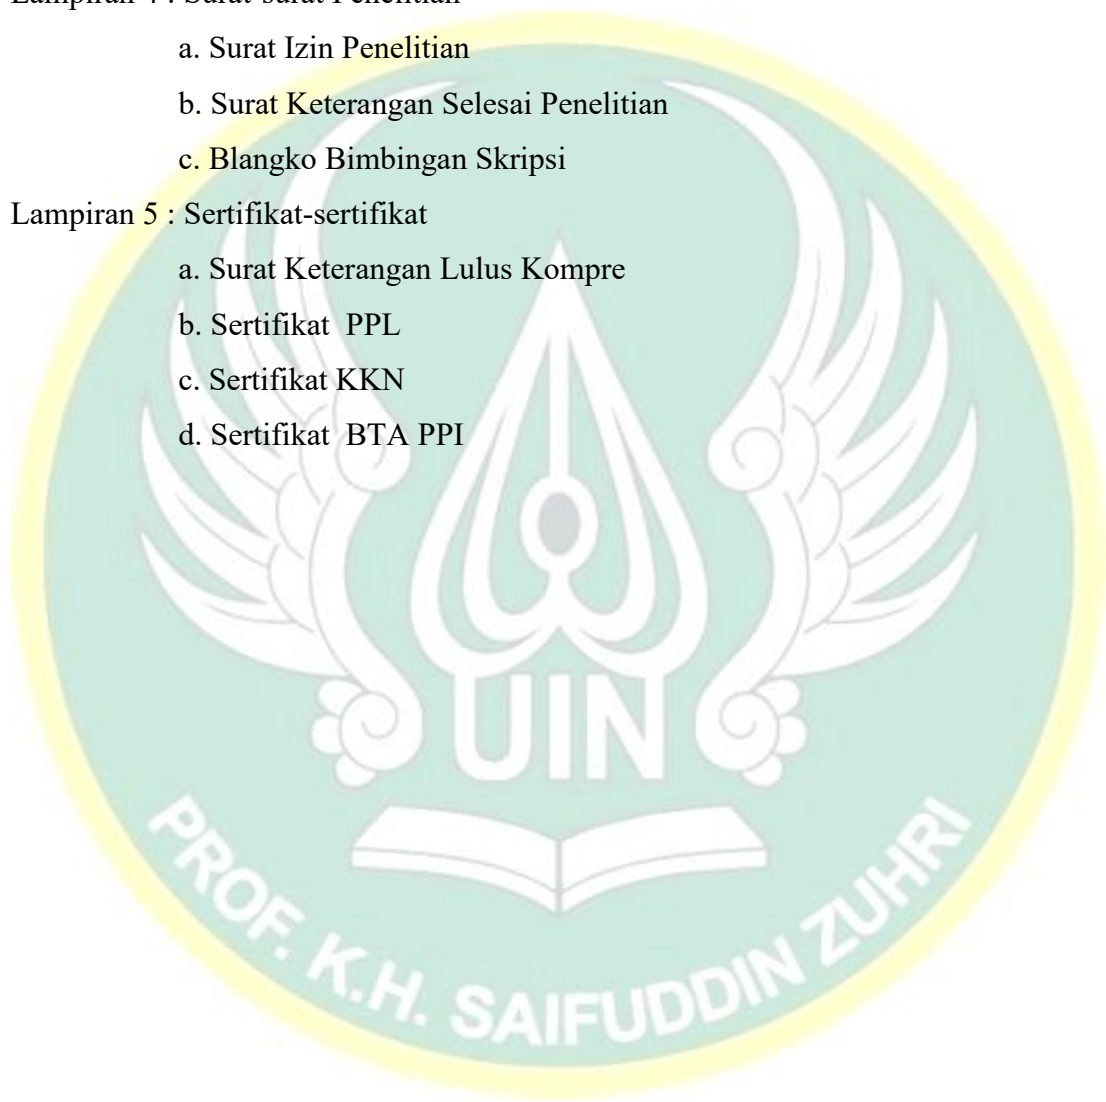 Lampiran 4 : Surat-surat Penelitian
a. Surat Izin Penelitian
b. Surat Keterangan Selesai Penelitian
c. Blangko Bimbingan Skripsi
Lampiran 5 : Sertifikat-sertifikat
a. Surat Keterangan Lulus Kompre
b. Sertifikat  PPL
c. Sertifikat KKN
d. Sertifikat  BTA PPI
UIN
PROF. K.H. SAIFUDDIN ZUHRI